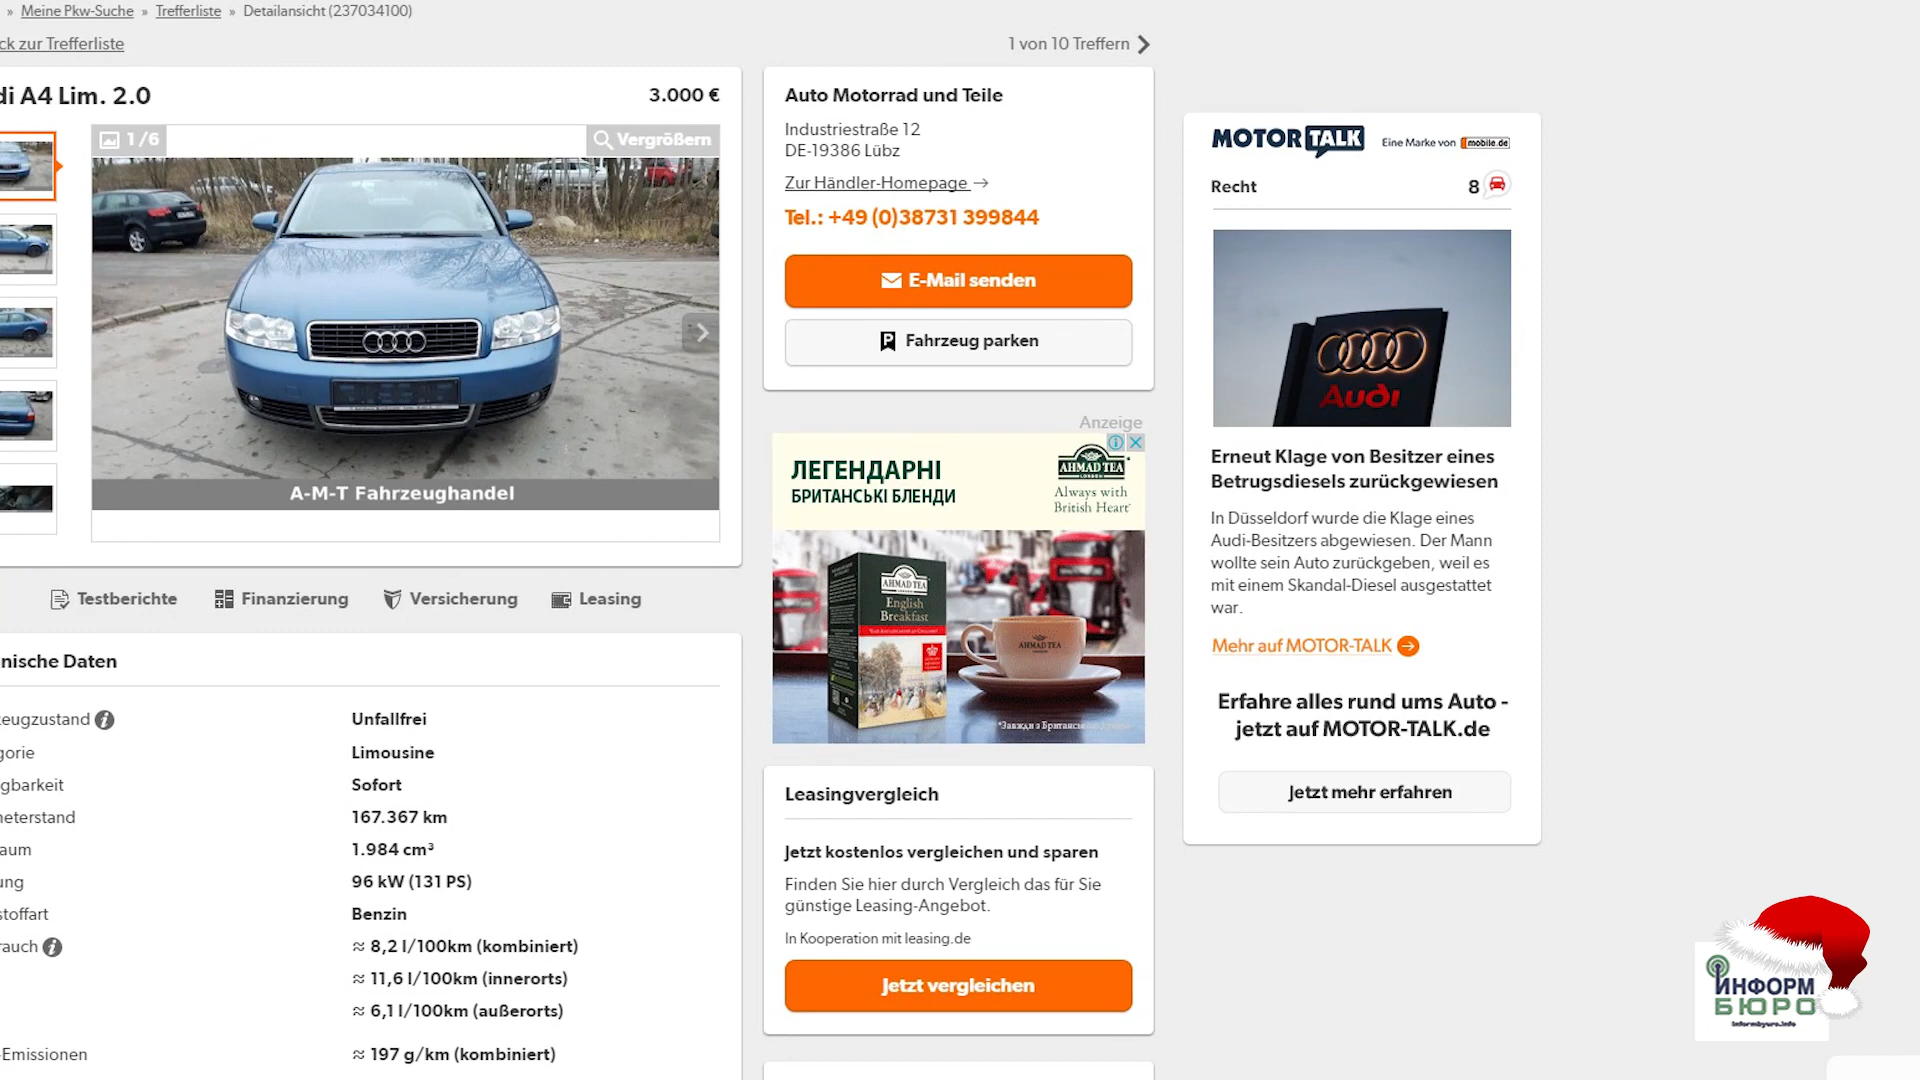 » Meine Pkw-Suche » Trefferliste » Detailansicht (237034100)
ck zur Trefferliste
1 von 10 Treffern
di A4 Lim. 2.0
3.000 €
1/6
Vergrößern
A-M-T Fahrzeughandel
Testberichte
Finanzierung
Versicherung
Leasing
nische Daten
eugzustand
Unfallfrei
gorie
Limousine
gbarkeit
Sofort
neterstand
167.367 km
aum
1.984 cm³
ung
96 kW (131 PS)
stoffart
Benzin
rauch
≈ 8,2 l/100km (kombiniert)
≈ 11,6 l/100km (innerorts)
≈ 6,1 l/100km (außerorts)
-Emissionen
≈ 197 g/km (kombiniert)
Auto Motorrad und Teile
Industriestraße 12
DE-19386 Lübz
Zur Händler-Homepage →
Tel.: +49 (0)38731 399844
E-Mail senden
Fahrzeug parken
Anzeige
ЛЕГЕНДАРНІ
БРИТАНСЬКІ БЛЕНДИ
AHMAD TEA
LONDON
Always with
British Heart
AHMAD TEA
English
Breakfast
AHMAD TEA
Leasingvergleich
Jetzt kostenlos vergleichen und sparen
Finden Sie hier durch Vergleich das für Sie
günstige Leasing-Angebot.
In Kooperation mit leasing.de
Jetzt vergleichen
MOTOR TALK
Eine Marke von mobile.de
Recht
8
Audi
Erneut Klage von Besitzer eines
Betrugsdiesels zurückgewiesen
In Düsseldorf wurde die Klage eines
Audi-Besitzers abgewiesen. Der Mann
wollte sein Auto zurückgeben, weil es
mit einem Skandal-Diesel ausgestattet
war.
Mehr auf MOTOR-TALK
Erfahre alles rund ums Auto -
jetzt auf MOTOR-TALK.de
Jetzt mehr erfahren
ИНФОРМ
БЮРО
informbyuro.info